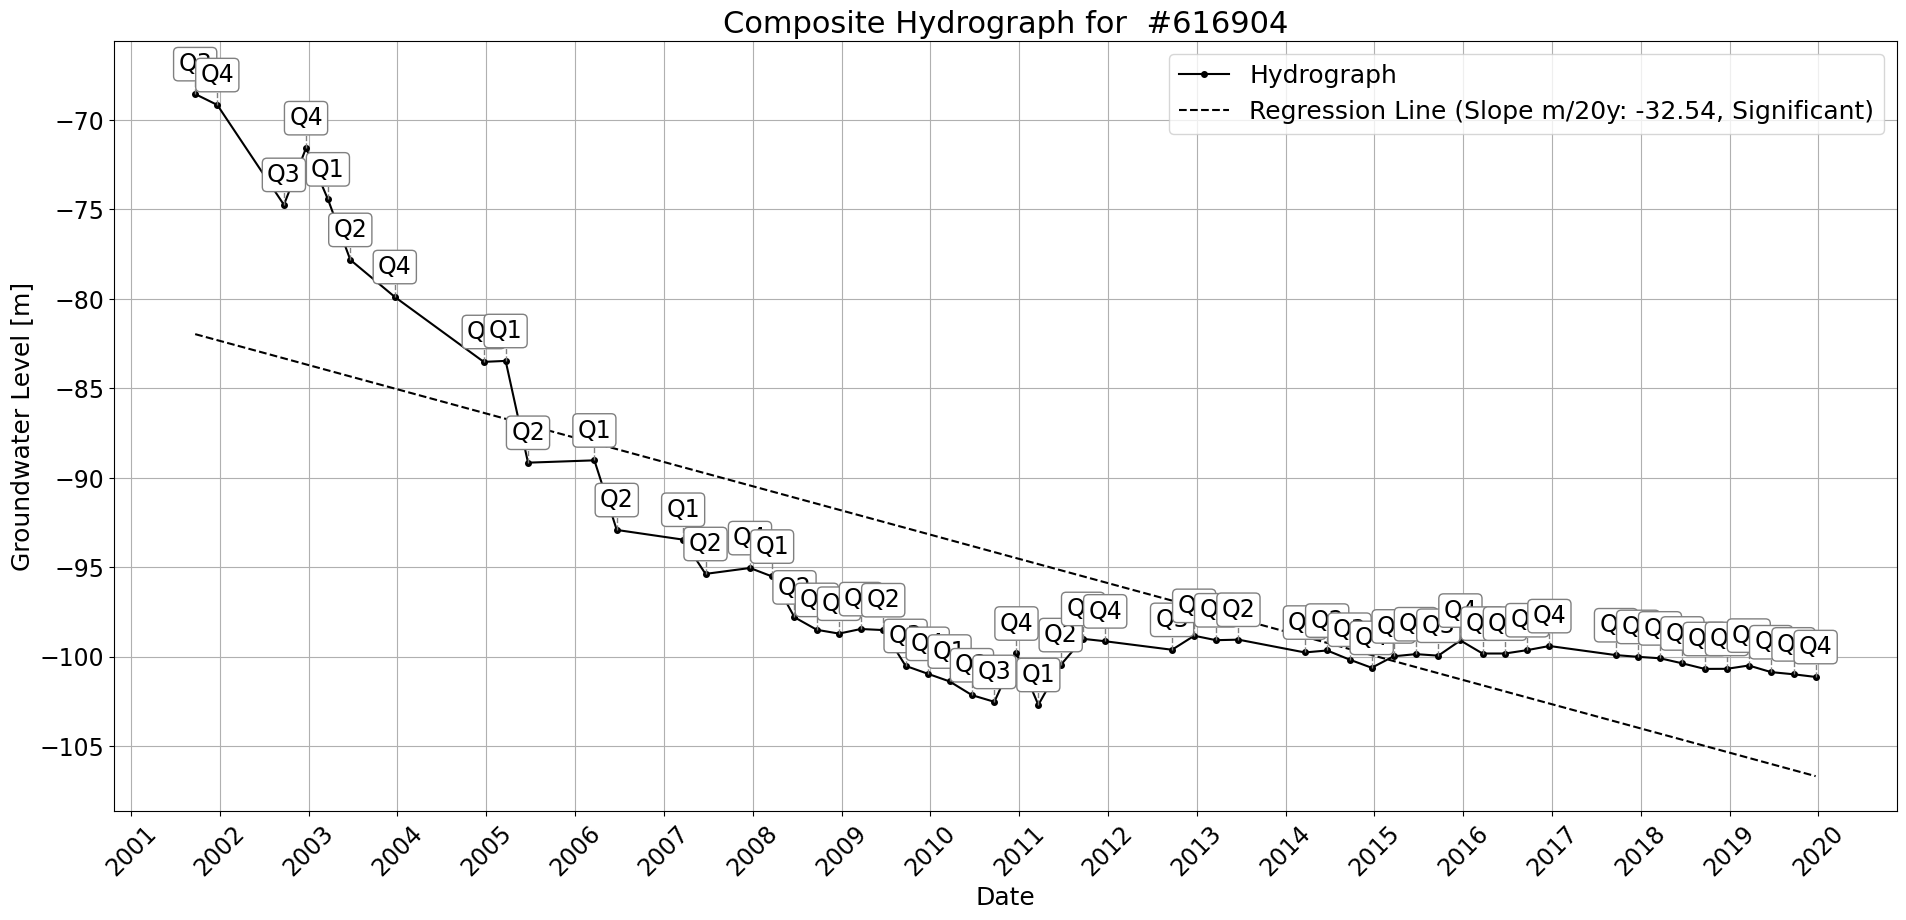 Composite Hydrograph for #616904
Hydrograph
Regression Line (Slope m/20y: -32.54, Significant)
Groundwater Level [m]
−70
−75
−80
−85
−90
−95
−100
−105
Q4
Q4
Q3
Q1
Q2
Q4
Q1
Q2
Q1
Q2
Q1
Q2
Q1
Q2
Q4
Q3
Q1
Q2
Q4
Q2
Q4
Q4
2001
2002
2003
2004
2005
2006
2007
2008
2009
2010
2011
2012
2013
2014
2015
2016
2017
2018
2019
2020
Date